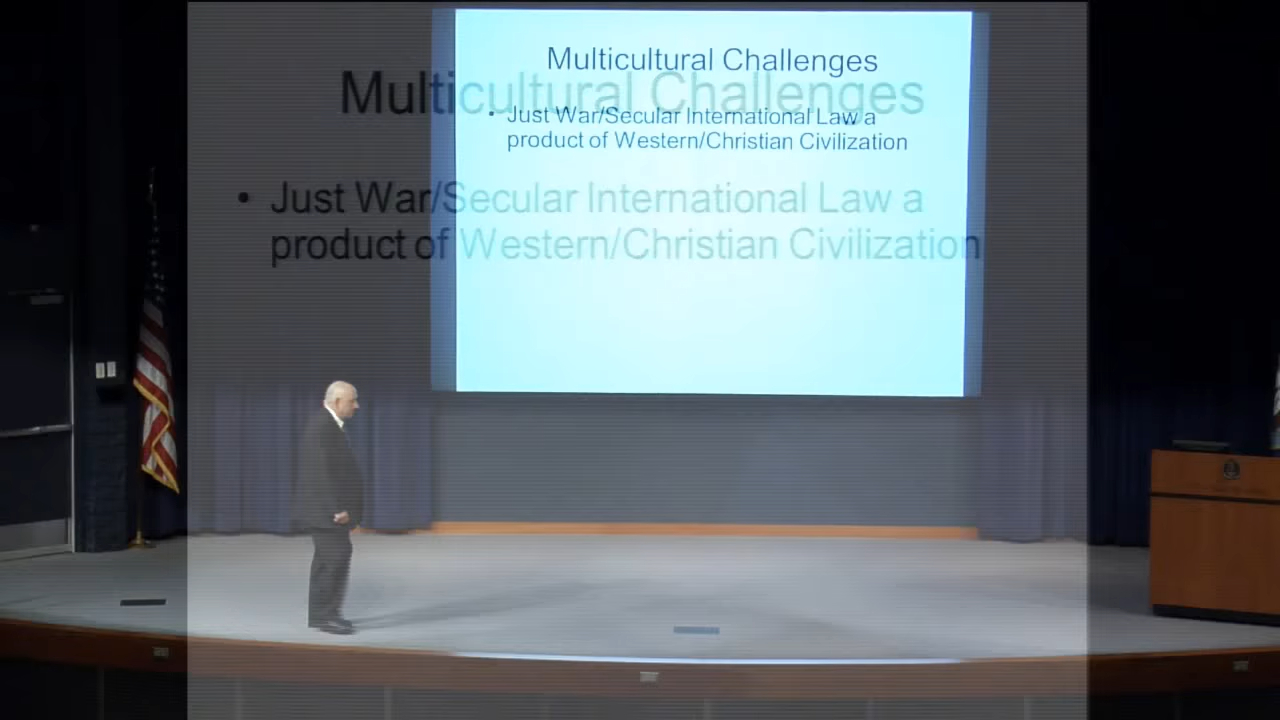 Multicultural Challenges
• Just War/Secular International Law a
product of Western/Christian Civilization
Multicultural Challenges
• Just War/Secular International Law a
product of Western/Christian Civilization